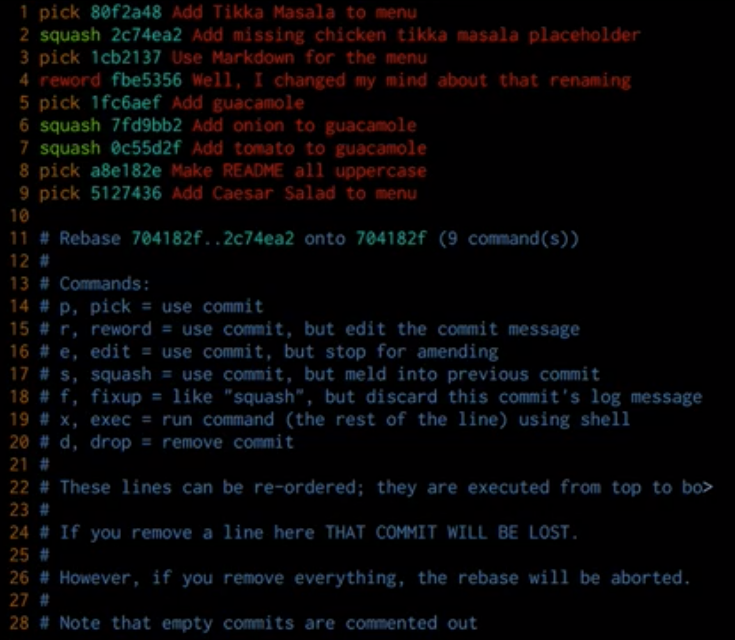 1 pick 80f2a48 Add Tikka Masala to menu
2 squash 2c74ea2 Add missing chicken tikka masala placeholder
3 pick 1cb2137 Use Markdown for the menu
4 reword fbe5356 Well, I changed my mind about that renaming
5 pick 1fc6aef Add guacamole
6 squash 7fd9bb2 Add onion to guacamole
7 squash 0c55d2f Add tomato to guacamole
8 pick a8e182e Make README all uppercase
9 pick 5127436 Add Caesar Salad to menu
10
11 # Rebase 704182f..2c74ea2 onto 704182f (9 command(s))
12 #
13 # Commands:
14 # p, pick = use commit
15 # r, reword = use commit, but edit the commit message
16 # e, edit = use commit, but stop for amending
17 # s, squash = use commit, but meld into previous commit
18 # f, fixup = like "squash", but discard this commit's log message
19 # x, exec = run command (the rest of the line) using shell
20 # d, drop = remove commit
21 #
22 # These lines can be re-ordered; they are executed from top to bo>
23 #
24 # If you remove a line here THAT COMMIT WILL BE LOST.
25 #
26 # However, if you remove everything, the rebase will be aborted.
27 #
28 # Note that empty commits are commented out